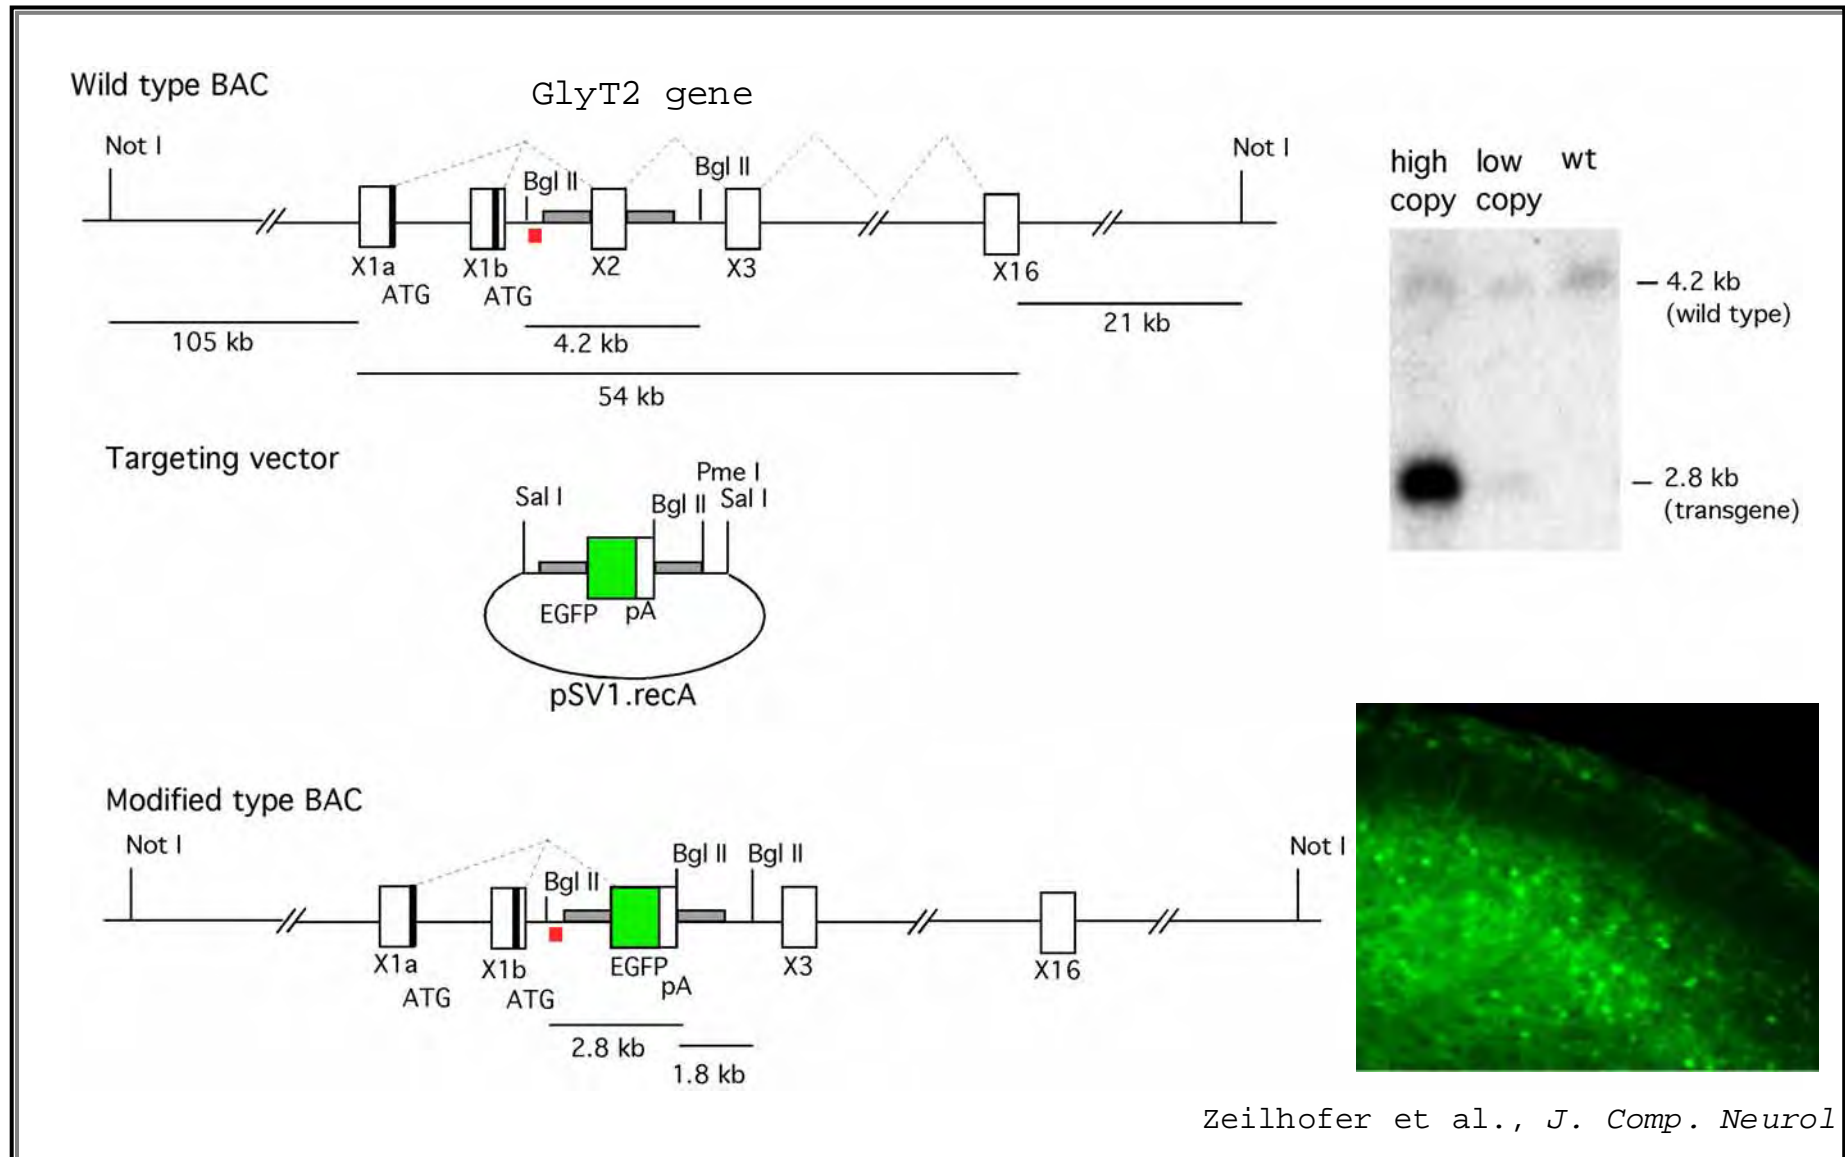 Wild type BAC
GlyT2 gene
Not I
Bgl II
Bgl II
Not I
X1a
X1b
X2
X3
X16
ATG
ATG
105 kb
4.2 kb
21 kb
54 kb
high copy
low copy
wt
4.2 kb
(wild type)
2.8 kb
(transgene)
Targeting vector
Sal I
Bgl II
Pme I
Sal I
EGFP
pA
pSV1.recA
Modified type BAC
Not I
Bgl II
Bgl II
Bgl II
Not I
X1a
X1b
EGFP
X3
X16
ATG
ATG
pA
2.8 kb
1.8 kb
Zeilhofer et al., J. Comp. Neurol